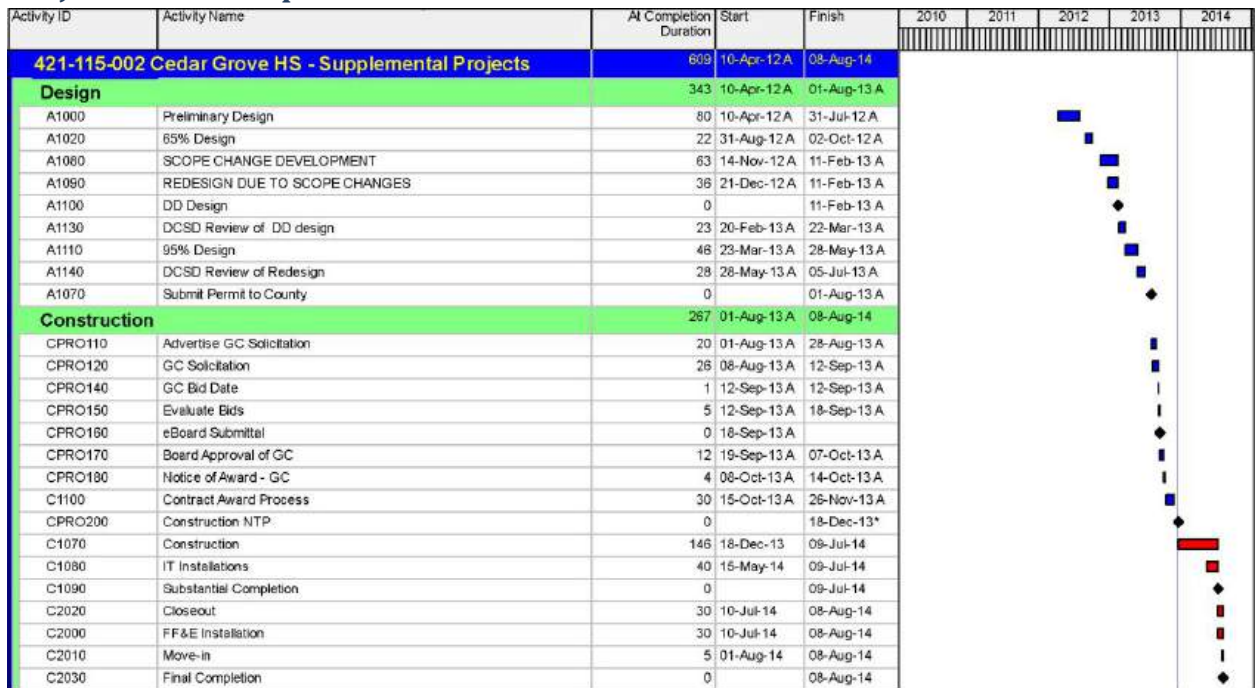 Activity ID Activity Name At Completion Start Finish 2010 2011 2012 2013 2014
Duration
421-115-002 Cedar Grove HS - Supplemental Projects 609 10-Apr-12 A 08-Aug-14
Design 343 10-Apr-12 A 01-Aug-13 A
A1000 Preliminary Design 80 10-Apr-12 A 31-Jul-12 A
A1020 65% Design 22 31-Aug-12 A 02-Oct-12 A
A1080 SCOPE CHANGE DEVELOPMENT 63 14-Nov-12 A 11-Feb-13 A
A1090 REDESIGN DUE TO SCOPE CHANGES 36 21-Dec-12 A 11-Feb-13 A
A1100 DD Design 0 11-Feb-13 A
A1130 DCSD Review of DD design 23 20-Feb-13 A 22-Mar-13 A
A1110 95% Design 46 23-Mar-13 A 28-May-13 A
A1140 DCSD Review of Redesign 28 28-May-13 A 05-Jul-13 A
A1070 Submit Permit to County 0 01-Aug-13 A
Construction 267 01-Aug-13 A 08-Aug-14
CPRO110 Advertise GC Solicitation 20 01-Aug-13 A 28-Aug-13 A
CPRO120 GC Solicitation 26 08-Aug-13 A 12-Sep-13 A
CPRO140 GC Bid Date 1 12-Sep-13 A 12-Sep-13 A
CPRO150 Evaluate Bids 5 12-Sep-13 A 18-Sep-13 A
CPRO160 eBoard Submittal 0 18-Sep-13 A
CPRO170 Board Approval of GC 12 19-Sep-13 A 07-Oct-13 A
CPRO180 Notice of Award - GC 4 08-Oct-13 A 14-Oct-13 A
C1100 Contract Award Process 30 15-Oct-13 A 26-Nov-13 A
CPRO200 Construction NTP 0 18-Dec-13*
C1070 Construction 146 18-Dec-13 09-Jul-14
C1080 IT Installations 40 15-May-14 09-Jul-14
C1090 Substantial Completion 0 09-Jul-14
C2020 Closeout 30 10-Jul-14 08-Aug-14
C2000 FF&E Installation 30 10-Jul-14 08-Aug-14
C2010 Move-in 5 01-Aug-14 08-Aug-14
C2030 Final Completion 0 08-Aug-14